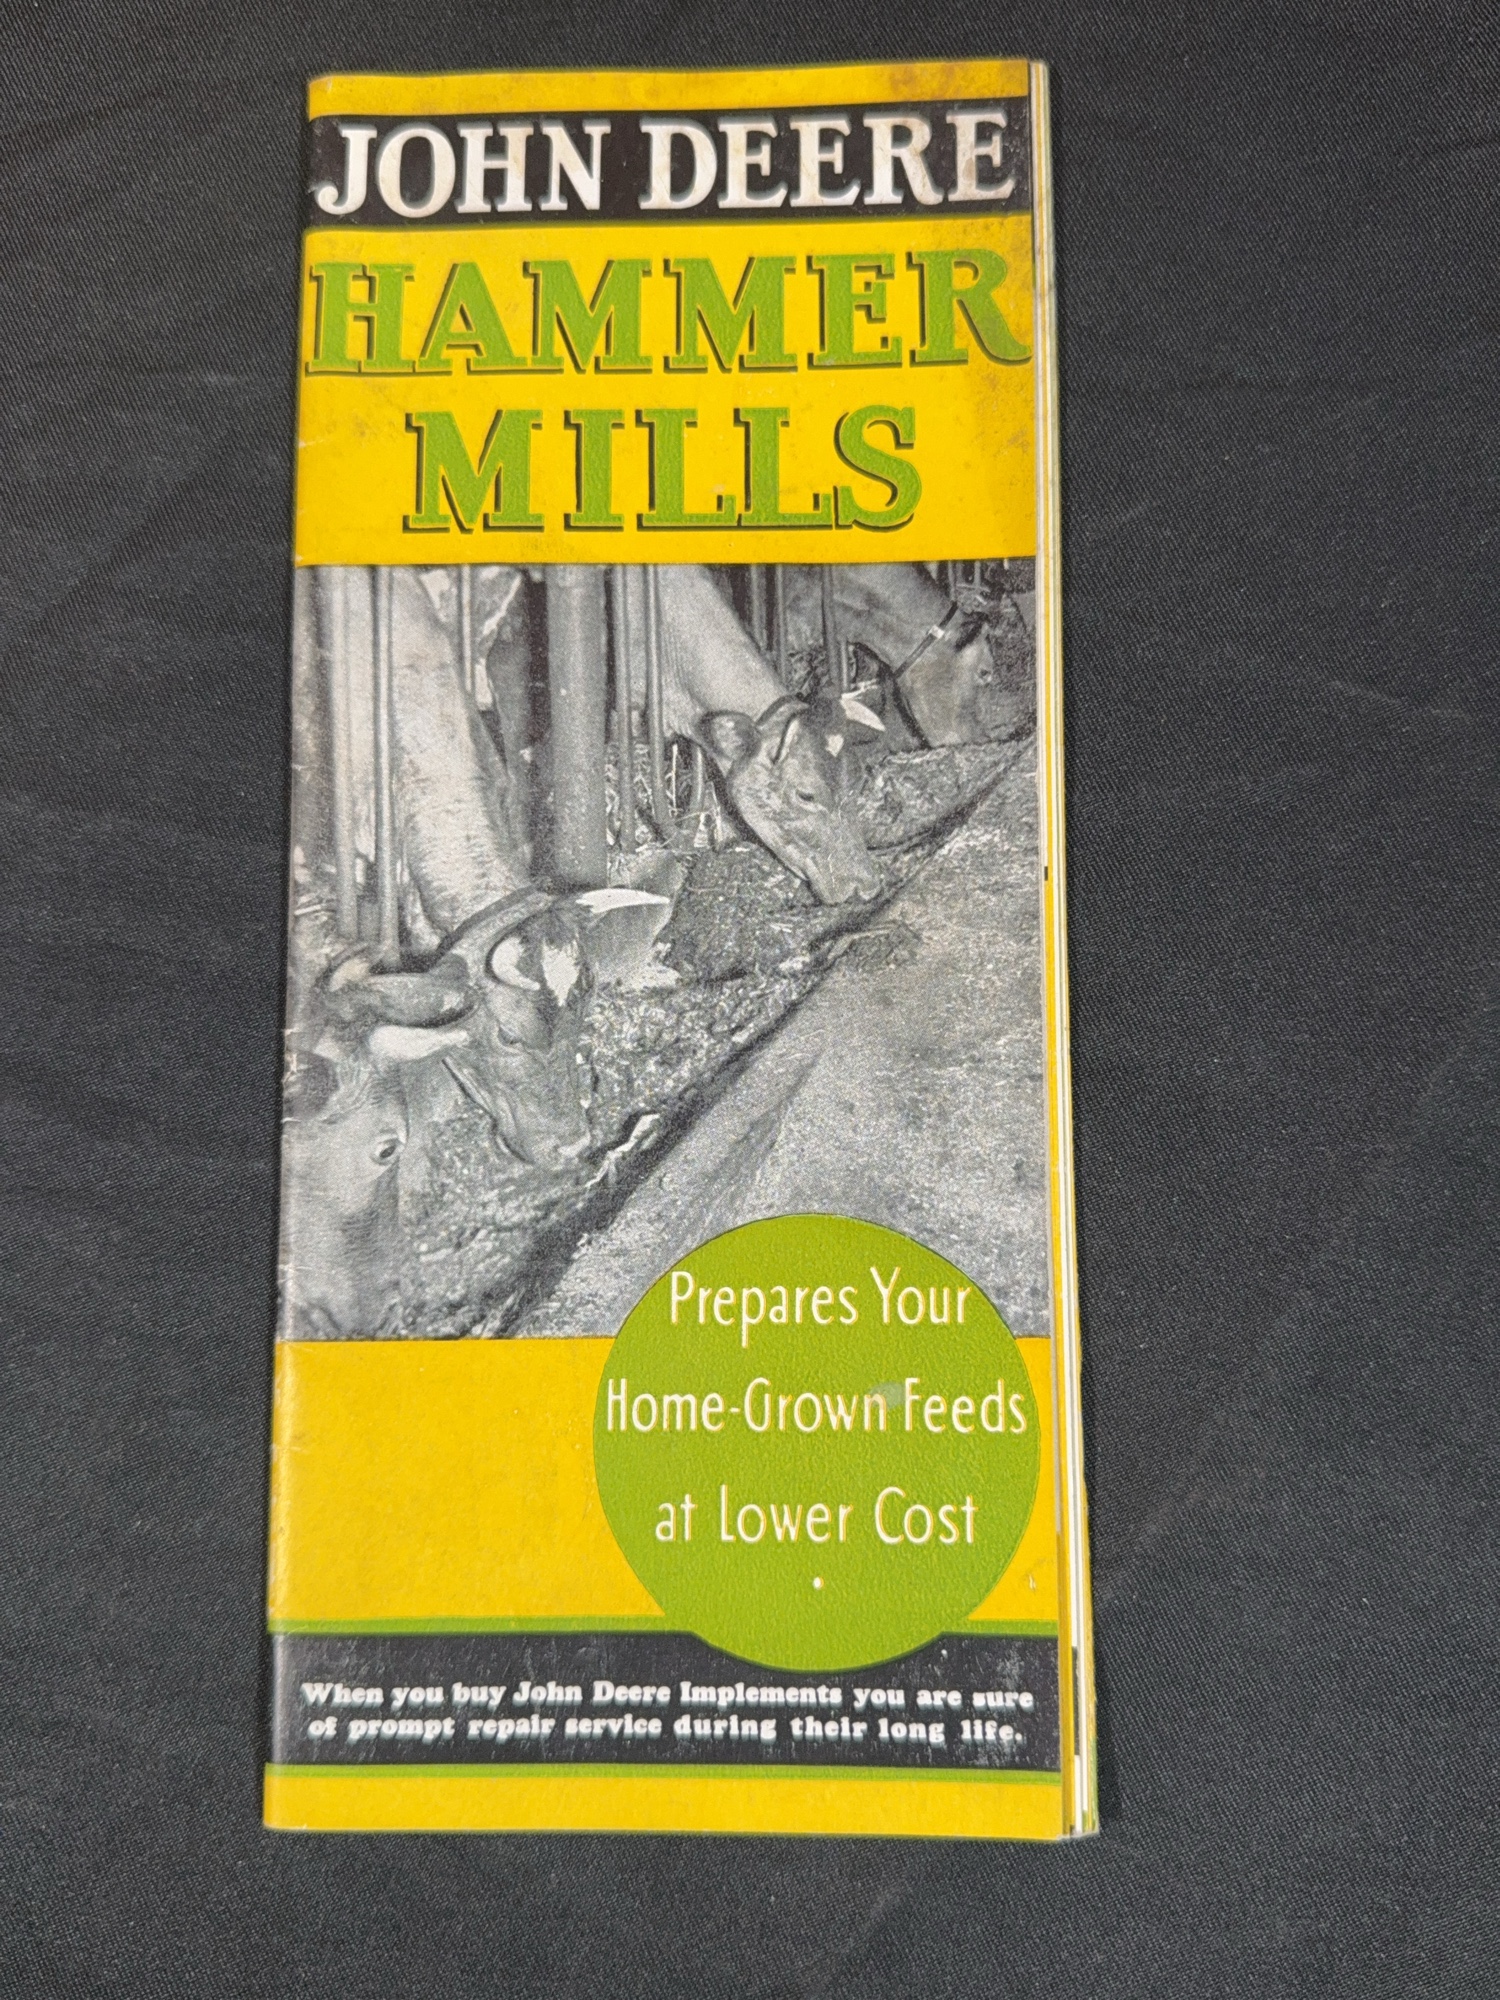 JOHN DEERE
HAMMER
MILLS
Prepares Your
Home-Grown Feeds
at Lower Cost
When you buy John Deere Implements you are sure
of prompt repair service during their long life.